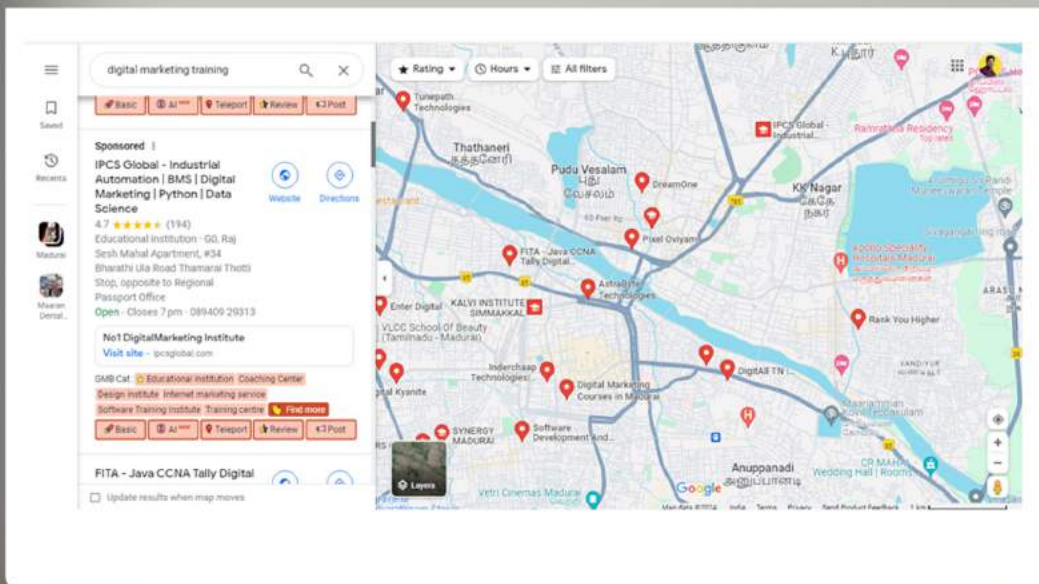 digital marketing training
Saved
Recents
Madurai
Maaran
Dental...
Basic
AI NEW
Teleport
Review
Post
Sponsored
IPCS Global - Industrial
Automation | BMS | Digital
Marketing | Python | Data
Science
Website
Directions
4.7 (194)
Educational institution · G0, Raj
Sesh Mahal Apartment, #34
Bharathi Ula Road Thamarai Thotti
Stop, opposite to Regional
Passport Office
Open · Closes 7 pm · 089409 29313
No1 DigitalMarketing Institute
Visit site · ipcsglobal.com
GMB Cat: Educational institution Coaching Center
Design institute Internet marketing service
Software Training Institute Training centre Find more
Basic
AI NEW
Teleport
Review
Post
FITA - Java CCNA Tally Digital
Update results when map moves
Rating
Hours
All filters
Tunepath
Technologies
Thathaneri
தத்தனேரி
Pudu Vesalam
புது
வேசலம்
DreamOne
Pixel Oviyam
IPCS Global -
Industrial...
KK Nagar
கேகே
நகர்
Ramrathna Residency
Top rated
FITA - Java CCNA
Tally Digital...
AstraByte
Technologies
Apollo Speciality
Hospitals Madurai
Enter Digital
KALVI INSTITUTE
SIMMAKKAL
VLCC School Of Beauty
(Tamilnadu - Madurai)
Rank You Higher
Inderchaap
Technologies...
Digital Marketing
Courses in Madurai
DigitAll TN
SYNERGY
MADURAI
Software
Development And...
Mariamman
Kovil Teppakulam
Anuppanadi
அனுப்பானடி
CR MAHAL
Wedding Hall | Rooms...
Vetri Cinemas Madurai
Layers
Google
Map data ©2024 India Terms Privacy Send Product Feedback 1 km